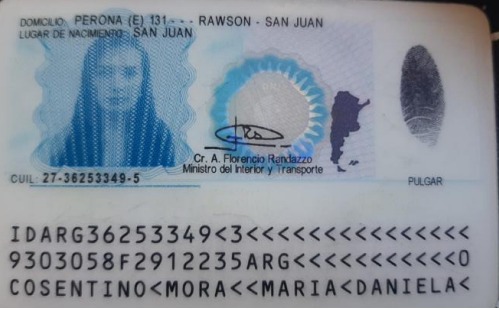 DOMICILIO: PERONA (E) 131 - - - RAWSON - SAN JUAN
LUGAR DE NACIMIENTO: SAN JUAN
Cr. A. Florencio Randazzo
Ministro del Interior y Transporte
CUIL: 27-36253349-5
PULGAR
IDARG36253349<3<<<<<<<<<<<<<<<
9303058F2912235ARG<<<<<<<<<<<0
COSENTINO<MORA<<MARIA<DANIELA<